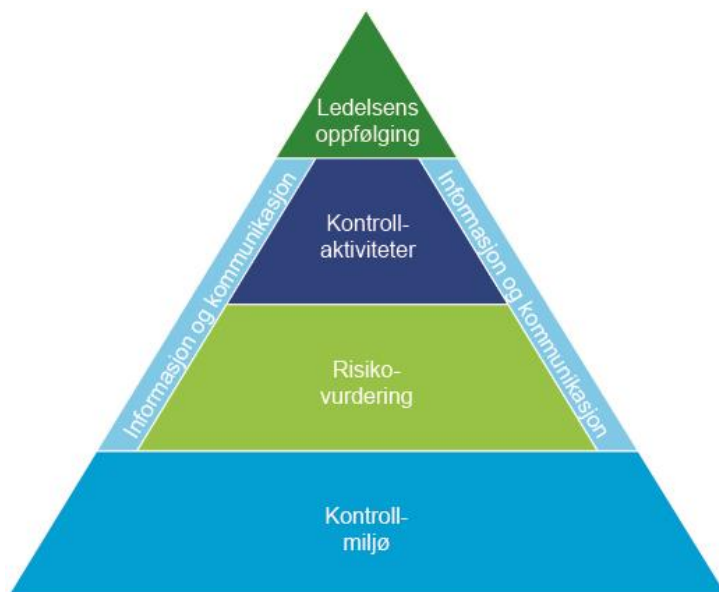 Ledelsens
oppfølging
Informasjon og kommunikasjon
Informasjon og kommunikasjon
Kontroll-
aktiviteter
Risiko-
vurdering
Kontroll-
miljø